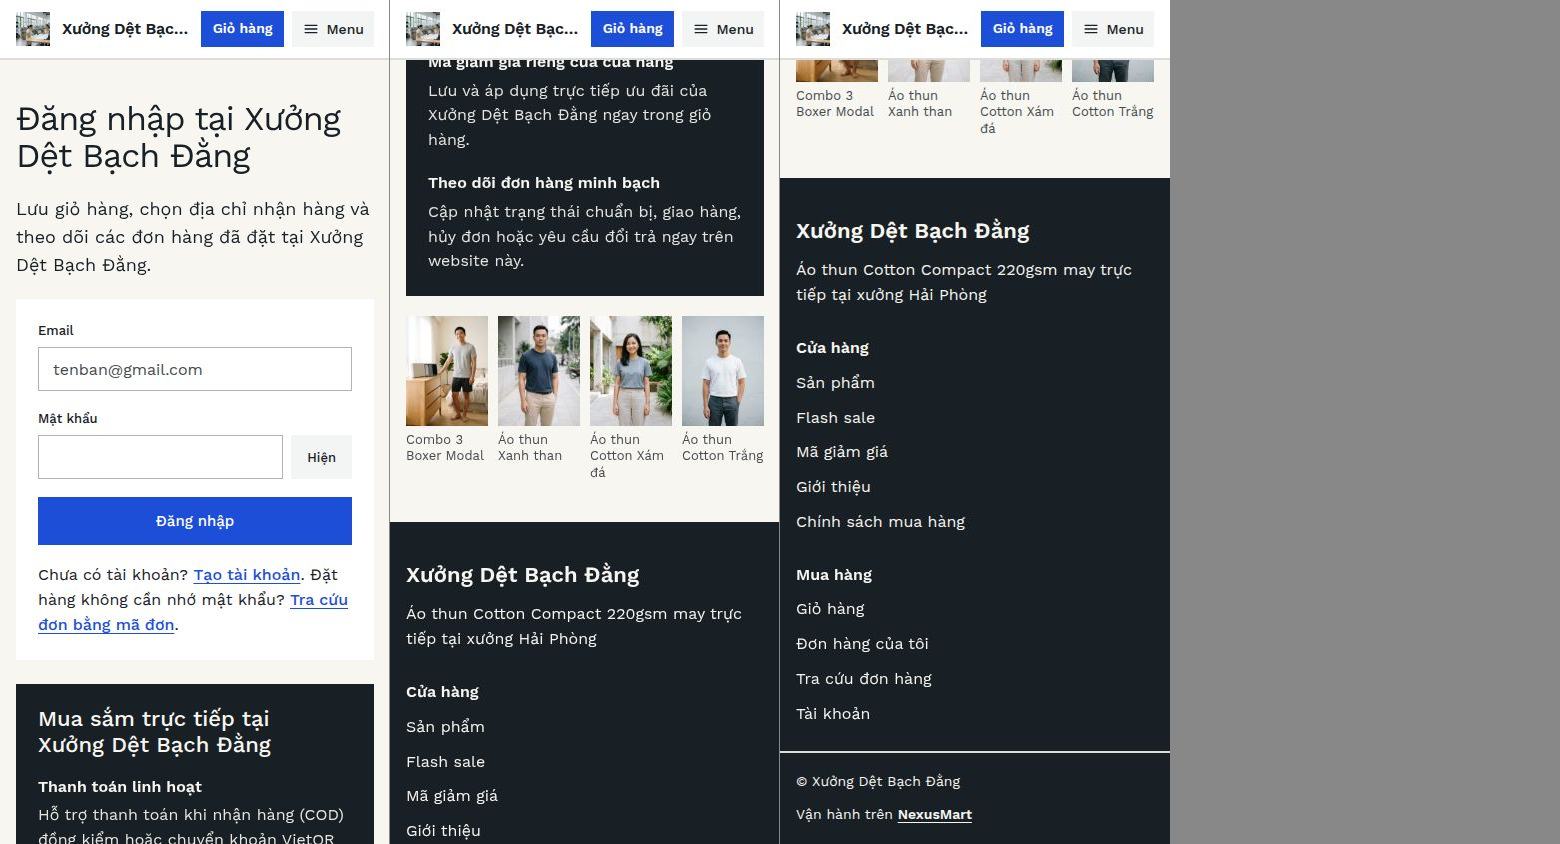 Xưởng Dệt Bạc...
Giỏ hàng
Menu
Đăng nhập tại Xưởng
Dệt Bạch Đằng
Lưu giỏ hàng, chọn địa chỉ nhận hàng và
theo dõi các đơn hàng đã đặt tại Xưởng
Dệt Bạch Đằng.
Email
tenban@gmail.com
Mật khẩu
Hiện
Đăng nhập
Chưa có tài khoản? Tạo tài khoản. Đặt
hàng không cần nhớ mật khẩu? Tra cứu
đơn bằng mã đơn.
Mua sắm trực tiếp tại
Xưởng Dệt Bạch Đằng
Thanh toán linh hoạt
Hỗ trợ thanh toán khi nhận hàng (COD)
đồng kiểm hoặc chuyển khoản VietQR
Xưởng Dệt Bạc...
Giỏ hàng
Menu
Mã giảm giá riêng của cửa hàng
Lưu và áp dụng trực tiếp ưu đãi của
Xưởng Dệt Bạch Đằng ngay trong giỏ
hàng.
Theo dõi đơn hàng minh bạch
Cập nhật trạng thái chuẩn bị, giao hàng,
hủy đơn hoặc yêu cầu đổi trả ngay trên
website này.
Combo 3
Boxer Modal
Áo thun
Xanh than
Áo thun
Cotton Xám
đá
Áo thun
Cotton Trắng
Xưởng Dệt Bạch Đằng
Áo thun Cotton Compact 220gsm may trực
tiếp tại xưởng Hải Phòng
Cửa hàng
Sản phẩm
Flash sale
Mã giảm giá
Giới thiệu
Xưởng Dệt Bạc...
Giỏ hàng
Menu
Combo 3
Boxer Modal
Áo thun
Xanh than
Áo thun
Cotton Xám
đá
Áo thun
Cotton Trắng
Xưởng Dệt Bạch Đằng
Áo thun Cotton Compact 220gsm may trực
tiếp tại xưởng Hải Phòng
Cửa hàng
Sản phẩm
Flash sale
Mã giảm giá
Giới thiệu
Chính sách mua hàng
Mua hàng
Giỏ hàng
Đơn hàng của tôi
Tra cứu đơn hàng
Tài khoản
© Xưởng Dệt Bạch Đằng
Vận hành trên NexusMart